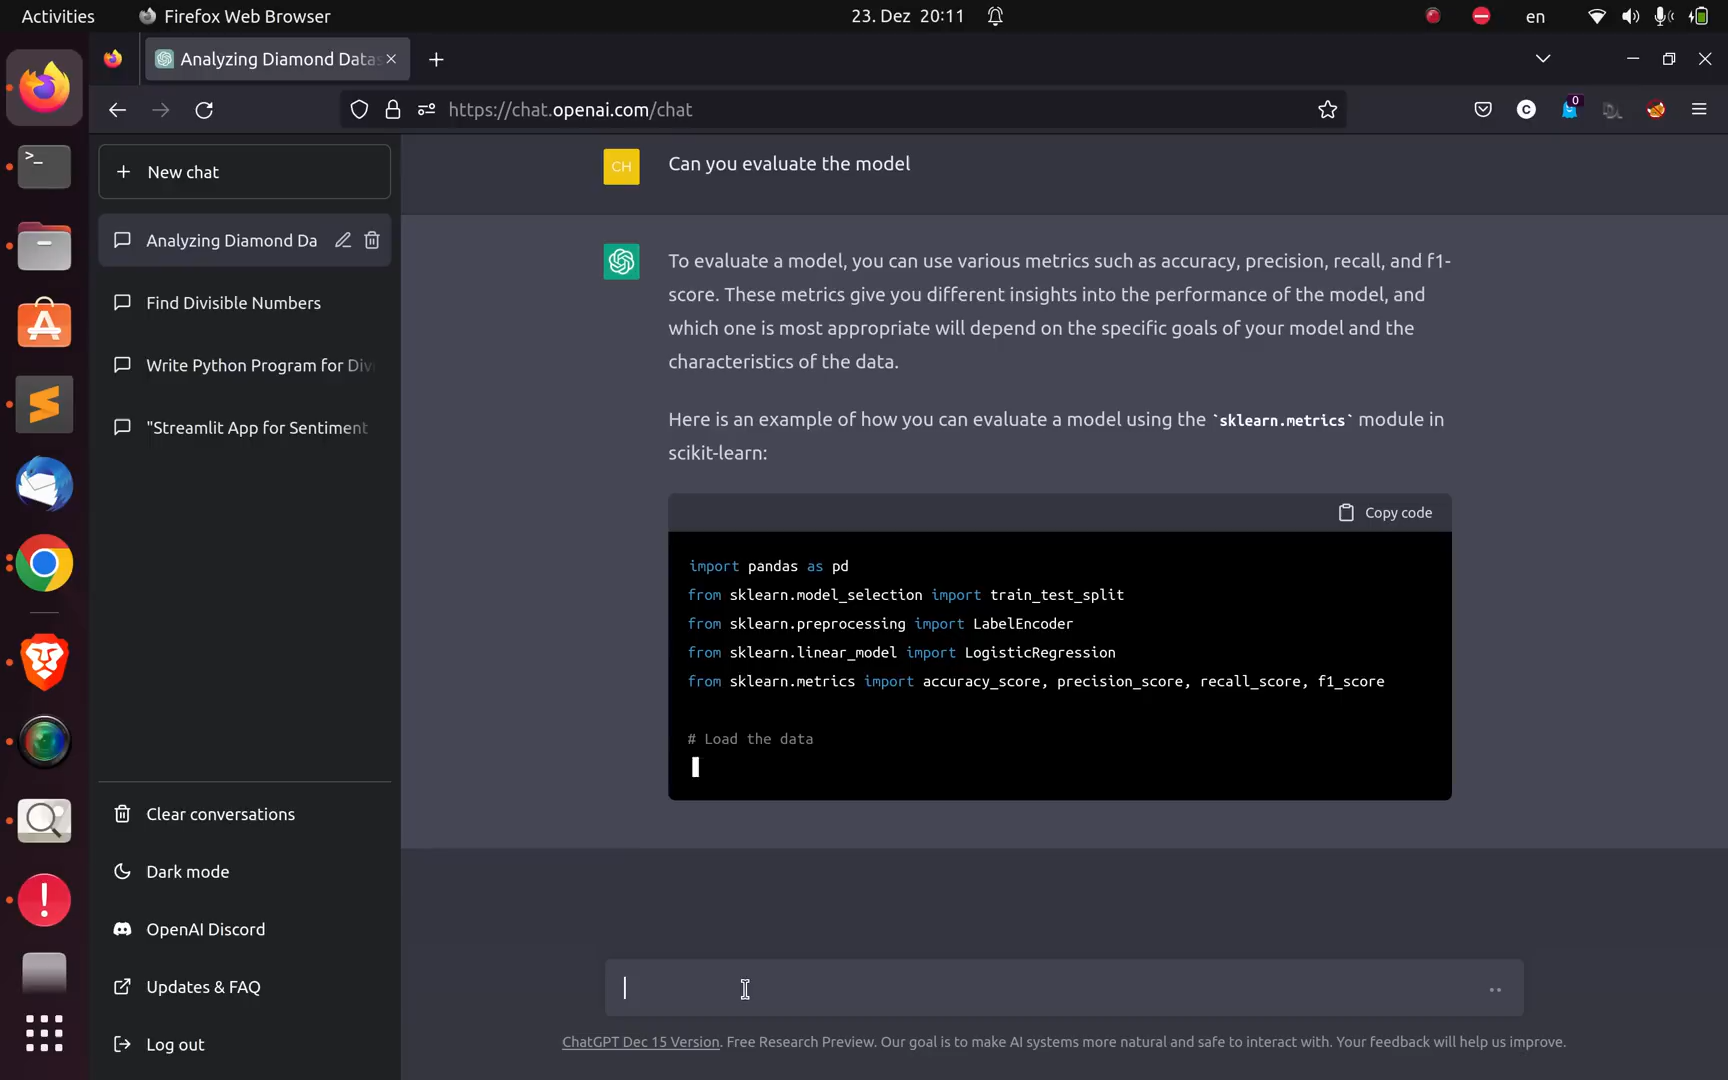 Activities
Firefox Web Browser
23. Dez 20:11
en
Analyzing Diamond Datas
https://chat.openai.com/chat
C
0
New chat
Analyzing Diamond Da
Find Divisible Numbers
Write Python Program for Div
"Streamlit App for Sentiment
Clear conversations
Dark mode
OpenAI Discord
Updates & FAQ
Log out
CH
Can you evaluate the model
To evaluate a model, you can use various metrics such as accuracy, precision, recall, and f1-
score. These metrics give you different insights into the performance of the model, and
which one is most appropriate will depend on the specific goals of your model and the
characteristics of the data.
Here is an example of how you can evaluate a model using the `sklearn.metrics` module in
scikit-learn:
Copy code
import pandas as pd
from sklearn.model_selection import train_test_split
from sklearn.preprocessing import LabelEncoder
from sklearn.linear_model import LogisticRegression
from sklearn.metrics import accuracy_score, precision_score, recall_score, f1_score
# Load the data
ChatGPT Dec 15 Version. Free Research Preview. Our goal is to make AI systems more natural and safe to interact with. Your feedback will help us improve.